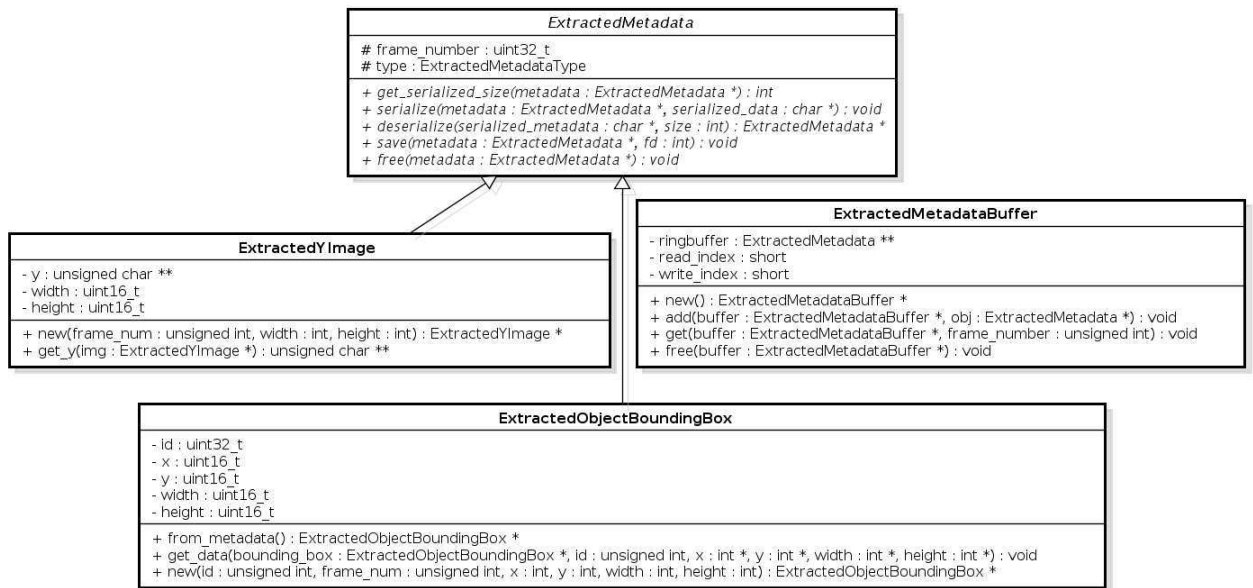 ExtractedMetadata
# frame_number : uint32_t
# type : ExtractedMetadataType
+ get_serialized_size(metadata : ExtractedMetadata *) : int
+ serialize(metadata : ExtractedMetadata *, serialized_data : char *) : void
+ deserialize(serialized_metadata : char *, size : int) : ExtractedMetadata *
+ save(metadata : ExtractedMetadata *, fd : int) : void
+ free(metadata : ExtractedMetadata *) : void
ExtractedYImage
- y : unsigned char **
- width : uint16_t
- height : uint16_t
+ new(frame_num : unsigned int, width : int, height : int) : ExtractedYImage *
+ get_y(img : ExtractedYImage *) : unsigned char **
ExtractedMetadataBuffer
- ringbuffer : ExtractedMetadata **
- read_index : short
- write_index : short
+ new() : ExtractedMetadataBuffer *
+ add(buffer : ExtractedMetadataBuffer *, obj : ExtractedMetadata *) : void
+ get(buffer : ExtractedMetadataBuffer *, frame_number : unsigned int) : void
+ free(buffer : ExtractedMetadataBuffer *) : void
ExtractedObjectBoundingBox
- id : uint32_t
- x : uint16_t
- y : uint16_t
- width : uint16_t
- height : uint16_t
+ from_metadata() : ExtractedObjectBoundingBox *
+ get_data(bounding_box : ExtractedObjectBoundingBox *, id : unsigned int, x : int *, y : int *, width : int *, height : int *) : void
+ new(id : unsigned int, frame_num : unsigned int, x : int, y : int, width : int, height : int) : ExtractedObjectBoundingBox *